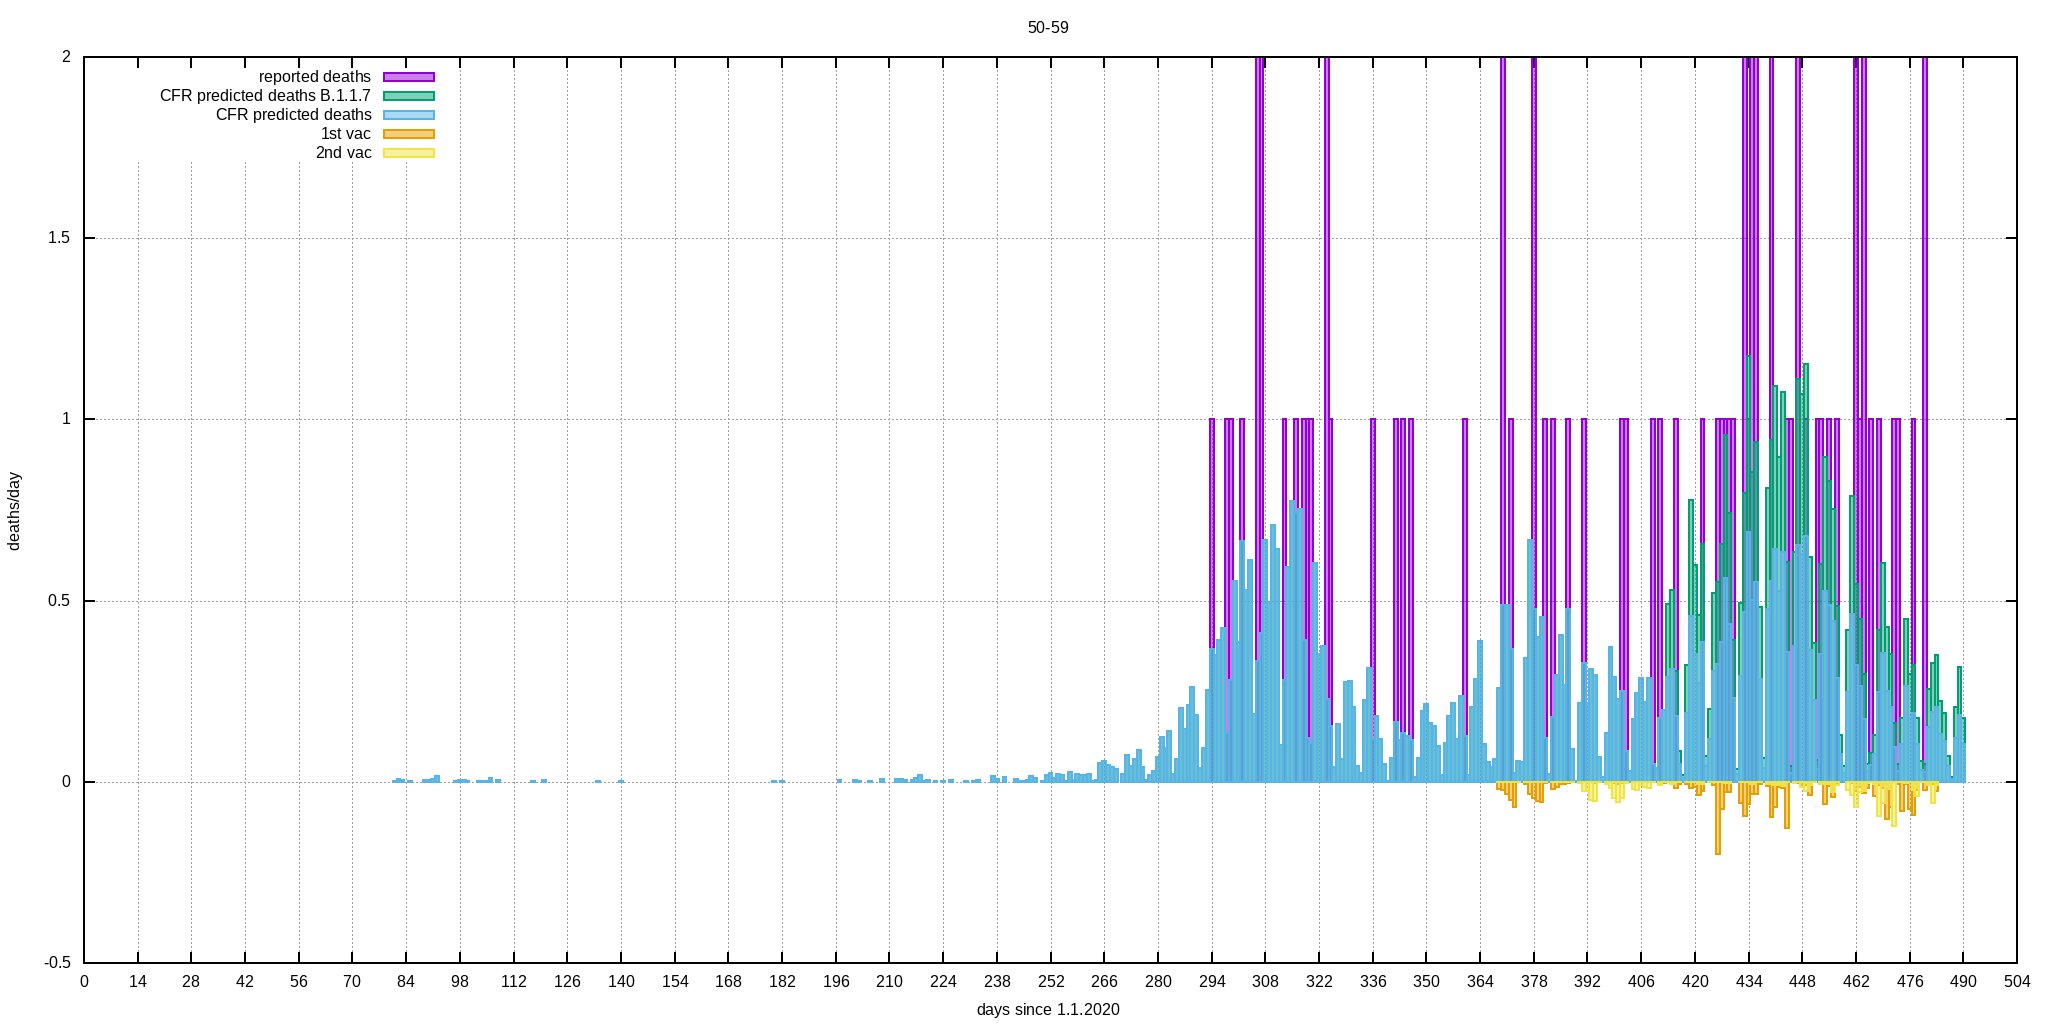 50-59
2
reported deaths
CFR predicted deaths B.1.1.7
CFR predicted deaths
1st vac
2nd vac
1.5
1
0.5
0
-0.5
deaths/day
0 14 28 42 56 70 84 98 112 126 140 154 168 182 196 210 224 238 252 266 280 294 308 322 336 350 364 378 392 406 420 434 448 462 476 490 504
days since 1.1.2020